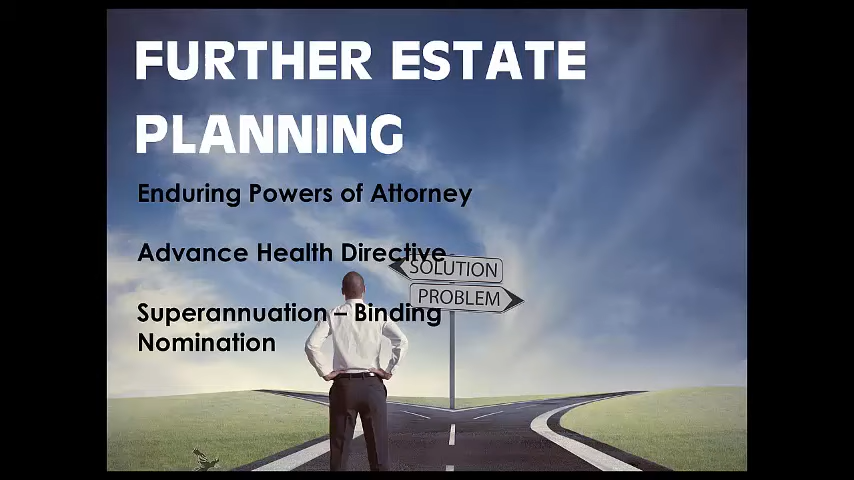 FURTHER ESTATE
PLANNING
Enduring Powers of Attorney
Advance Health Directive
SOLUTION
PROBLEM
Superannuation – Binding
Nomination